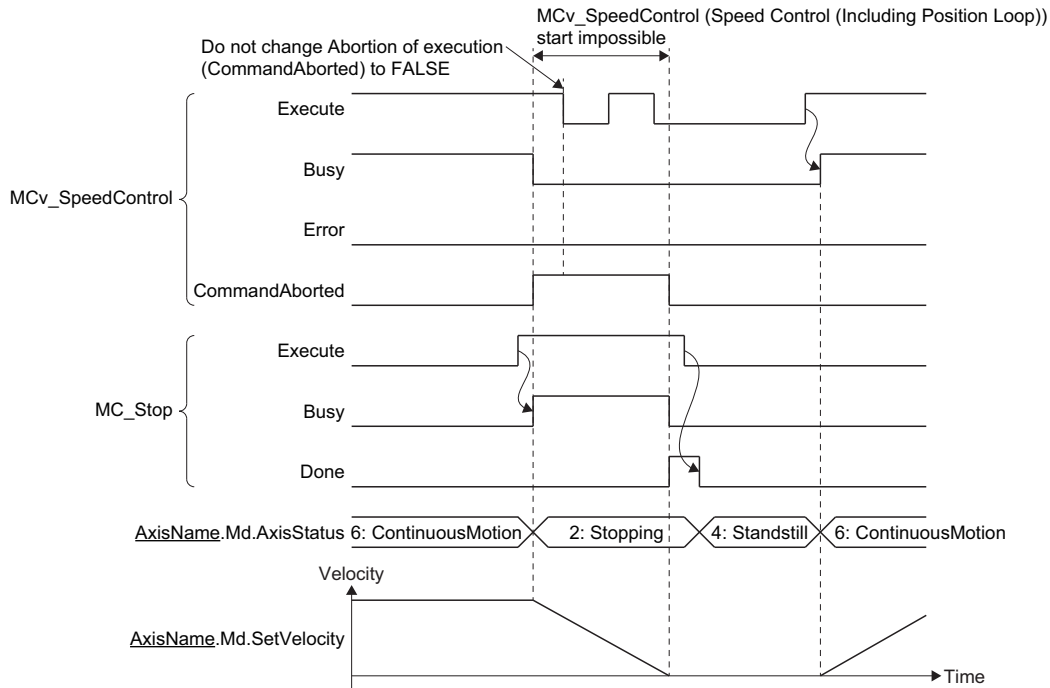 MCv_SpeedControl (Speed Control (Including Position Loop))
start impossible
Do not change Abortion of execution
(CommandAborted) to FALSE
Execute
Busy
MCv_SpeedControl
Error
CommandAborted
Execute
MC_Stop
Busy
Done
AxisName.Md.AxisStatus 6: ContinuousMotion 2: Stopping 4: Standstill 6: ContinuousMotion
Velocity
AxisName.Md.SetVelocity
Time